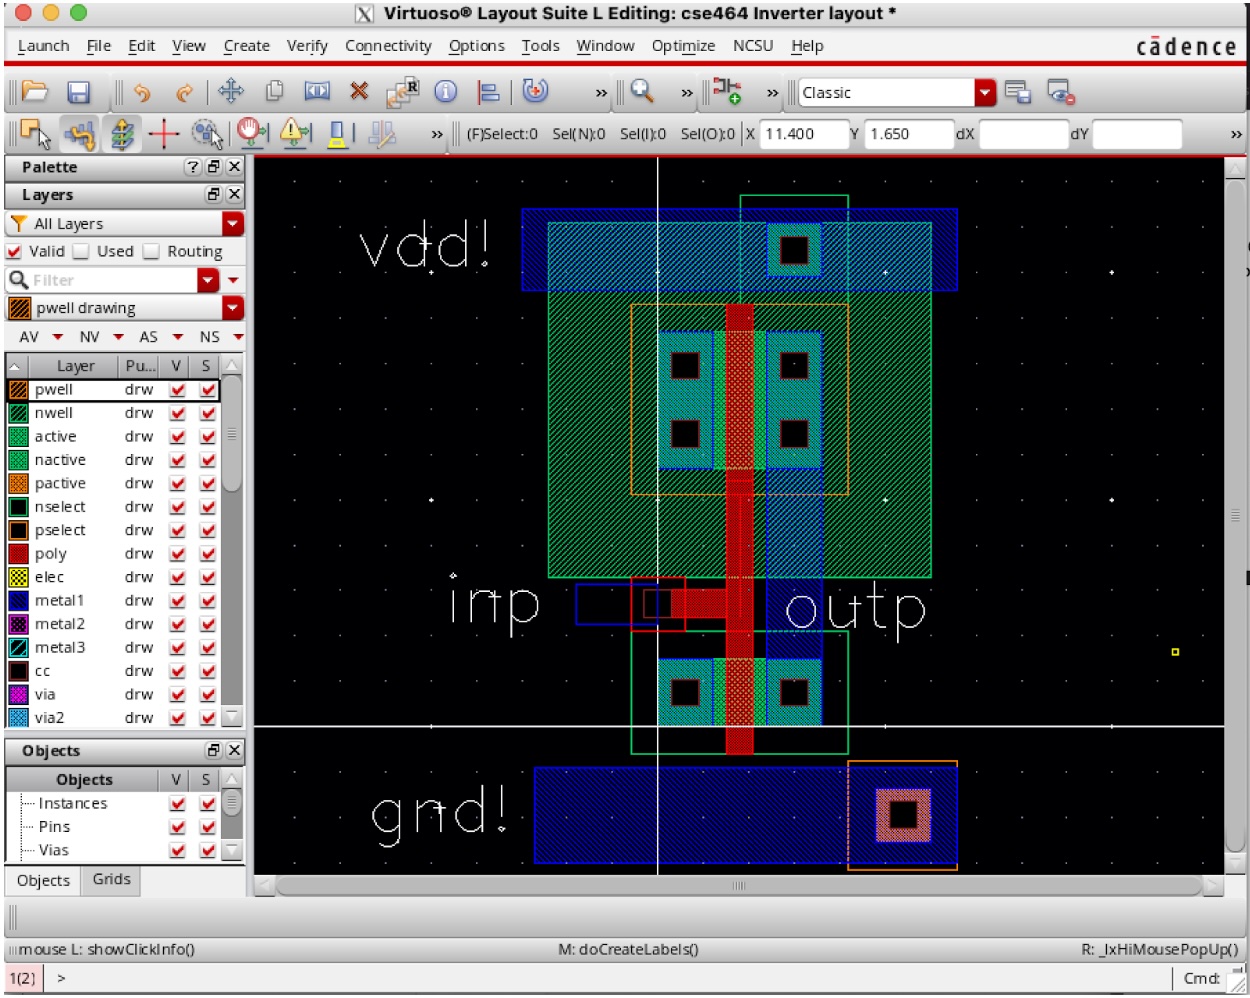 Virtuoso® Layout Suite L Editing: cse464 Inverter layout *
Launch File Edit View Create Verify Connectivity Options Tools Window Optimize NCSU Help cādence
R Classic
(F)Select:0 Sel(N):0 Sel(I):0 Sel(O):0 X 11.400 Y 1.650 dX dY
Palette
Layers
All Layers
Valid Used Routing
Filter
pwell drawing
AV NV AS NS
Layer Pu... V S
pwell drw
nwell drw
active drw
nactive drw
pactive drw
nselect drw
pselect drw
poly drw
elec drw
metal1 drw
metal2 drw
metal3 drw
cc drw
via drw
via2 drw
Objects
Objects V S
Instances
Pins
Vias
Objects Grids
vdd!
inp outp
gnd!
mouse L: showClickInfo() M: doCreateLabels() R: _lxHiMousePopUp()
1(2) > Cmd: